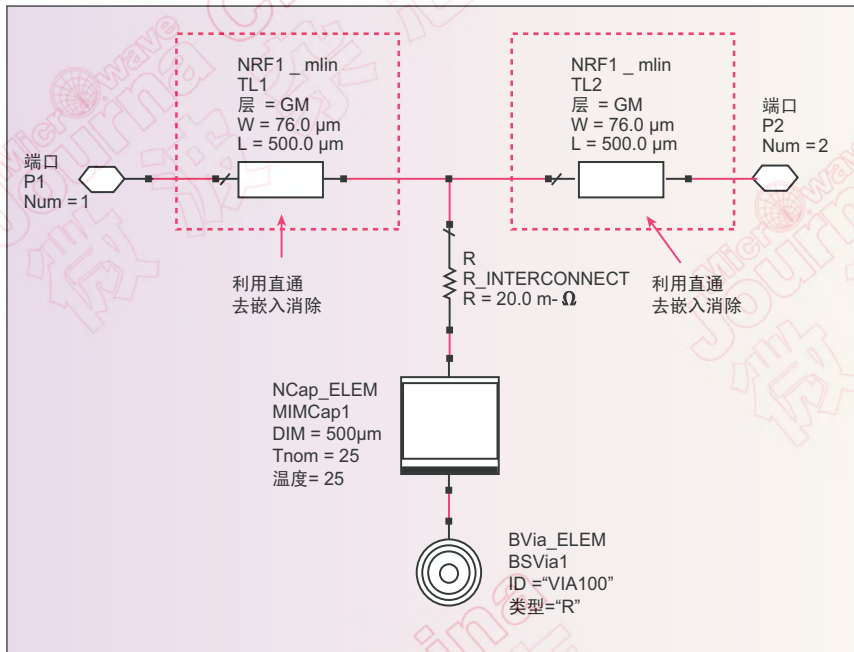 NRF1 _ mlin
TL1
层 = GM
W = 76.0 μm
L = 500.0 μm
NRF1 _ mlin
TL2
层 = GM
W = 76.0 μm
L = 500.0 μm
端口
P1
Num =1
端口
P2
Num =2
利用直通
去嵌入消除
R
R_INTERCONNECT
R = 20.0 m- Ω
利用直通
去嵌入消除
NCap_ELEM
MIMCap1
DIM = 500μm
Tnom = 25
温度= 25
BVia_ELEM
BSVia1
ID =“VIA100”
类型=“R”